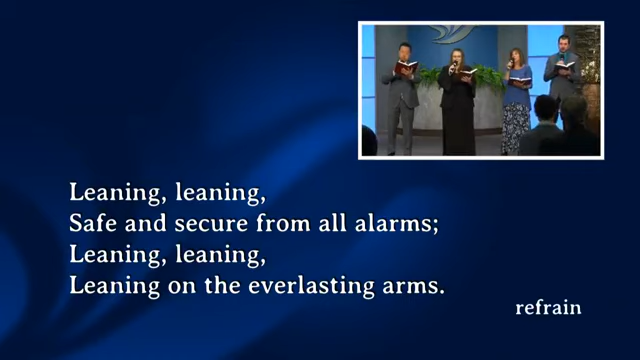 Leaning, leaning,
Safe and secure from all alarms;
Leaning, leaning,
Leaning on the everlasting arms.
refrain